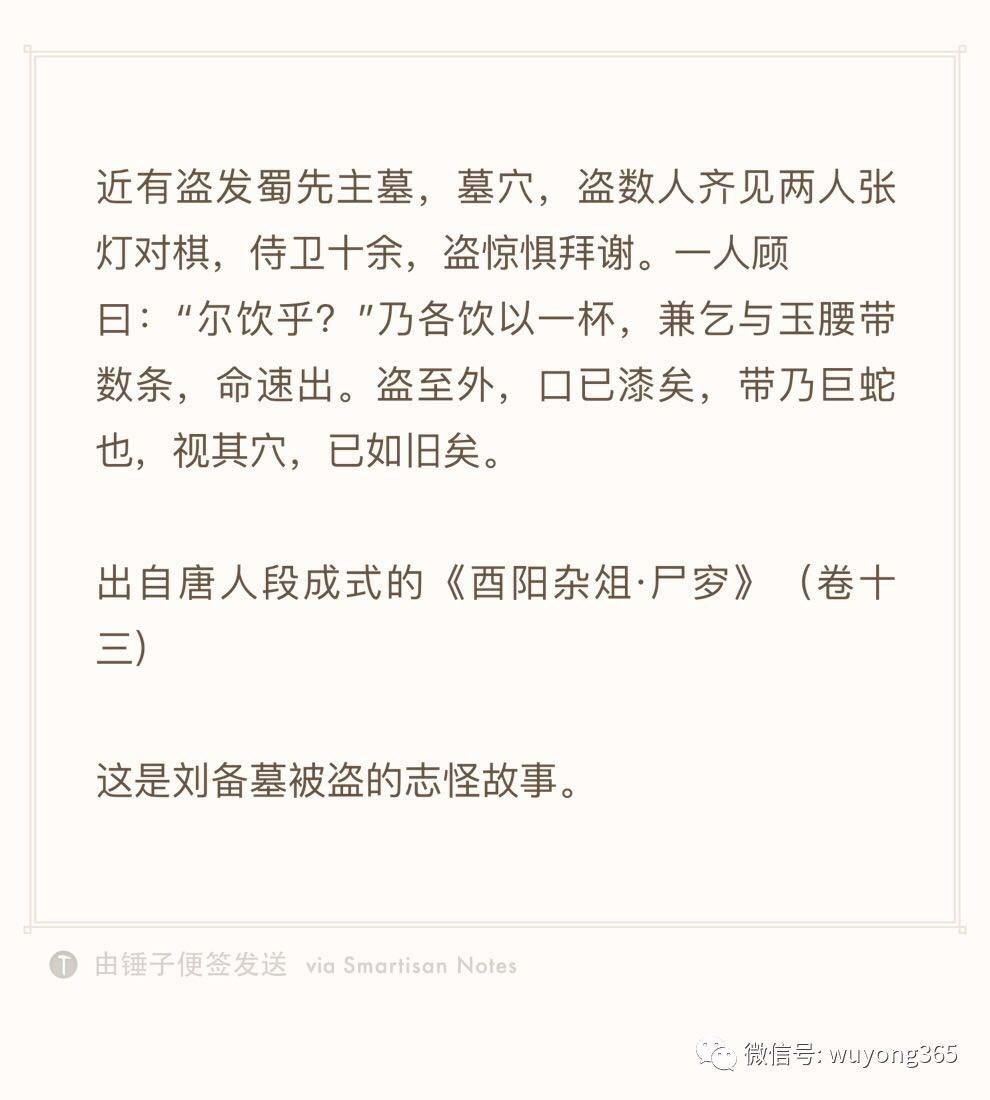 近有盗发蜀先主墓，墓穴，盗数人齐见两人张
灯对棋，侍卫十余，盗惊惧拜谢。一人顾
曰：“尔饮乎？”乃各饮以一杯，兼乞与玉腰带
数条，命速出。盗至外，口已漆矣，带乃巨蛇
也，视其穴，已如旧矣。
出自唐人段成式的《酉阳杂俎·尸穸》（卷十
三）
这是刘备墓被盗的志怪故事。
T 由锤子便签发送 via Smartisan Notes
微信号: wuyong365